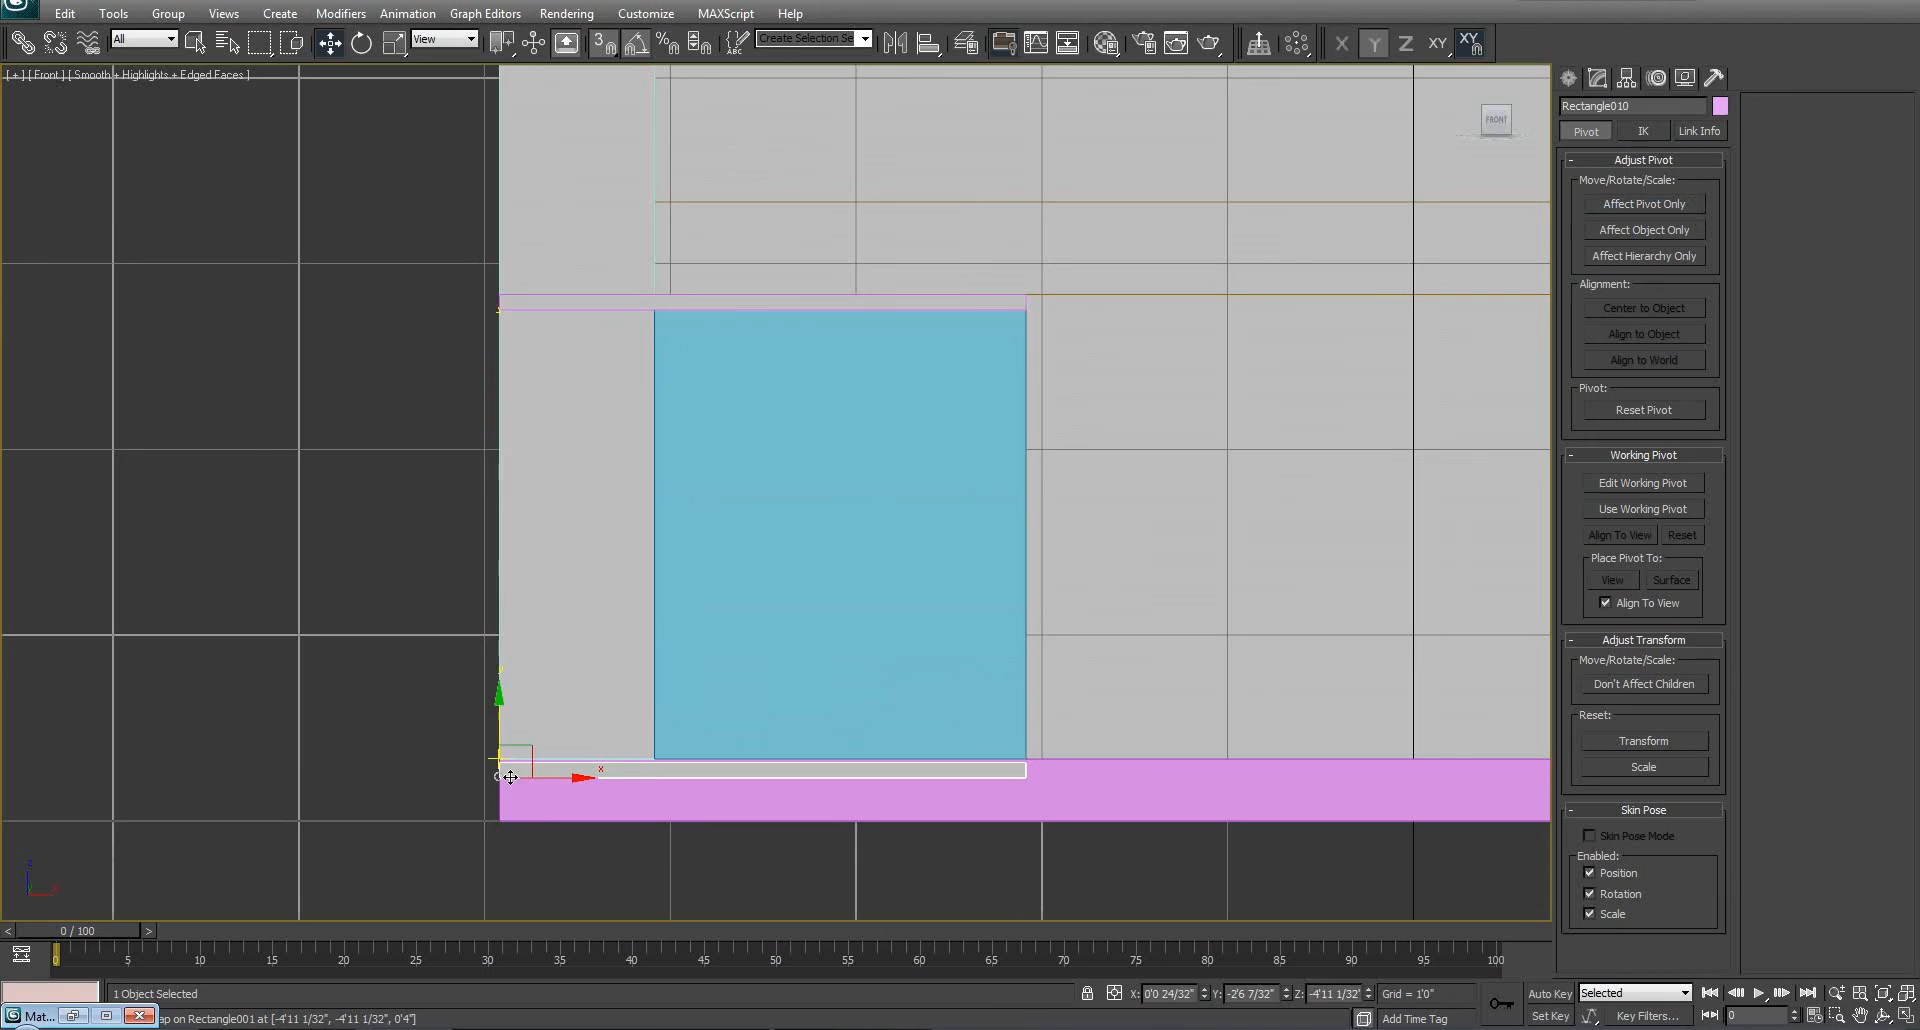 Edit Tools Group Views Create Modifiers Animation Graph Editors Rendering Customize MAXScript Help
All View 3 % ABC Create Selection Se X Y Z XY XY
[ + ] [ Front ] [ Smooth + Highlights + Edged Faces ]
FRONT
Rectangle010
Pivot IK Link Info
- Adjust Pivot
Move/Rotate/Scale:
Affect Pivot Only
Affect Object Only
Affect Hierarchy Only
Alignment:
Center to Object
Align to Object
Align to World
Pivot:
Reset Pivot
- Working Pivot
Edit Working Pivot
Use Working Pivot
Align To View Reset
Place Pivot To:
View Surface
Align To View
- Adjust Transform
Move/Rotate/Scale:
Don't Affect Children
Reset:
Transform
Scale
- Skin Pose
Skin Pose Mode
Enabled:
Position
Rotation
Scale
x
z
< 0 / 100 >
0 5 10 15 20 25 30 35 40 45 50 55 60 65 70 75 80 85 90 95 100
1 Object Selected X: 0'0 24/32" Y: -2'6 7/32" Z: -4'11 1/32" Grid = 1'0" Auto Key Selected
Mat... ap on Rectangle001 at [-4'11 1/32", -4'11 1/32", 0'4"] Add Time Tag Set Key Key Filters... 0